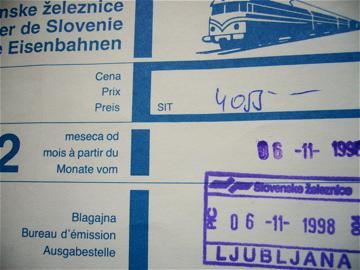 nske železnice
er de Slovenie
e Eisenbahnen
Cena
Prix
Preis
SIT
2
meseca od
mois à partir du
Monate vom
06 -11- 1998
Slovenske železnice
06 -11- 1998
Blagajna
Bureau d'émission
Ausgabestelle
LJUBLJANA